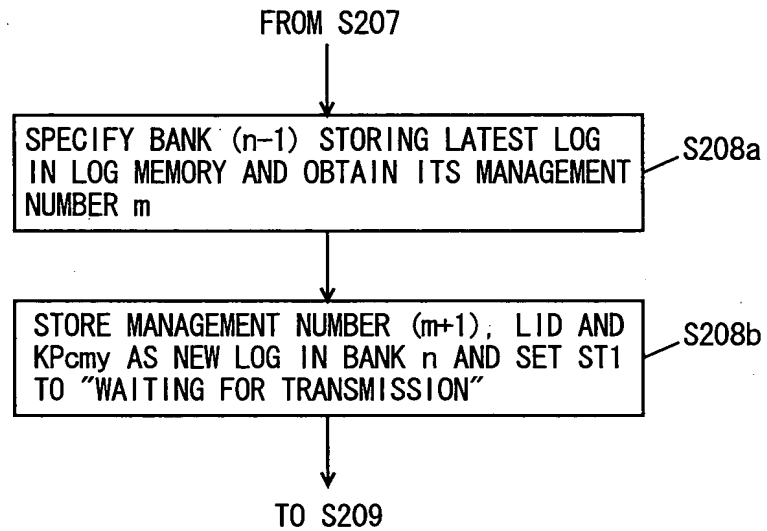 FROM S207
SPECIFY BANK (n-1) STORING LATEST LOG
IN LOG MEMORY AND OBTAIN ITS MANAGEMENT
NUMBER m
S208a
STORE MANAGEMENT NUMBER (m+1), LID AND
KPcmy AS NEW LOG IN BANK n AND SET ST1
TO "WAITING FOR TRANSMISSION"
S208b
TO S209